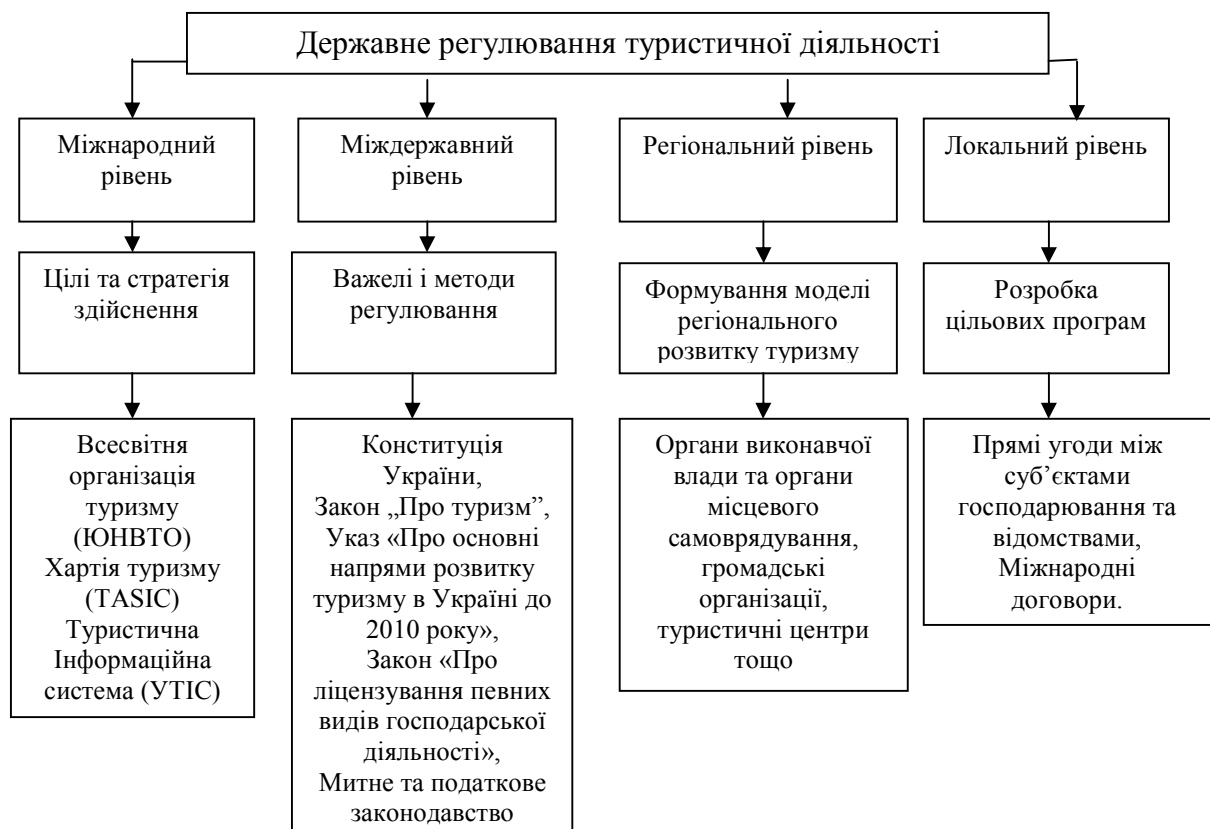 Державне регулювання туристичної діяльності
Міжнародний
рівень
Міждержавний
рівень
Регіональний рівень
Локальний рівень
Цілі та стратегія
здійснення
Важелі і методи
регулювання
Формування моделі
регіонального
розвитку туризму
Розробка
цільових програм
Всесвітня
організація
туризму
(ЮНВТО)
Хартія туризму
(TASIC)
Туристична
Інформаційна
система (УТІС)
Конституція
України,
Закон „Про туризм”,
Указ «Про основні
напрями розвитку
туризму в Україні до
2010 року»,
Закон «Про
ліцензування певних
видів господарської
діяльності»,
Митне та податкове
законодавство
Органи виконавчої
влади та органи
місцевого
самоврядування,
громадські
організації,
туристичні центри
тощо
Прямі угоди між
суб’єктами
господарювання та
відомствами,
Міжнародні
договори.